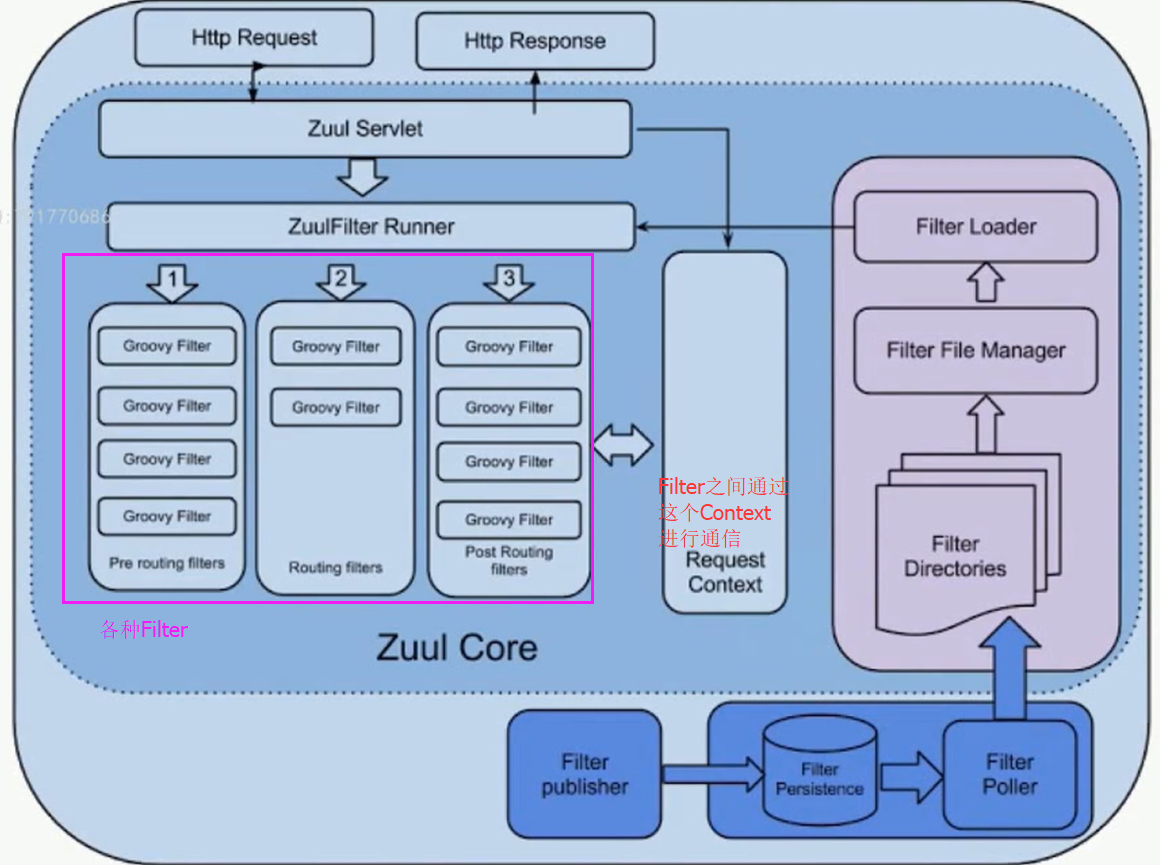 Http Request
Http Response
Zuul Servlet
ZuulFilter Runner
Filter Loader
1
2
3
Groovy Filter
Groovy Filter
Groovy Filter
Groovy Filter
Pre routing filters
Groovy Filter
Groovy Filter
Routing filters
Groovy Filter
Groovy Filter
Groovy Filter
Groovy Filter
Post Routing
filters
Filter之间通过
这个Context
进行通信
Request
Context
Filter File Manager
Filter
Directories
各种Filter
Zuul Core
Filter
publisher
Filter
Persistence
Filter
Poller